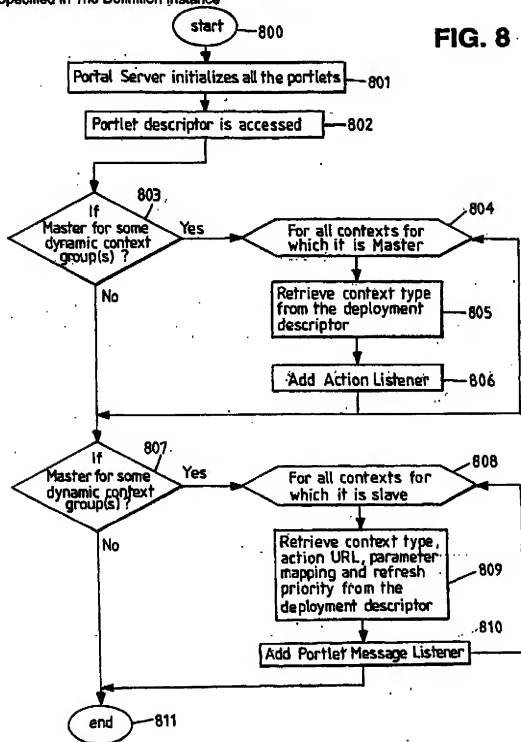 specified in The Definition Instance
FIG. 8
start
800
Portal Server initializes all the portlets
801
Portlet descriptor is accessed
802
803
If
Master for some
dynamic context
group(s) ?
Yes
No
804
For all contexts for
which it is Master
Retrieve context type
from the deployment
descriptor
805
Add Action Listener
806
807
If
Master for some
dynamic context
group(s) ?
Yes
No
808
For all contexts for
which it is slave
Retrieve context type,
action URL, parameter
mapping and refresh
priority from the
deployment descriptor
809
810
Add Portlet Message Listener
end
811